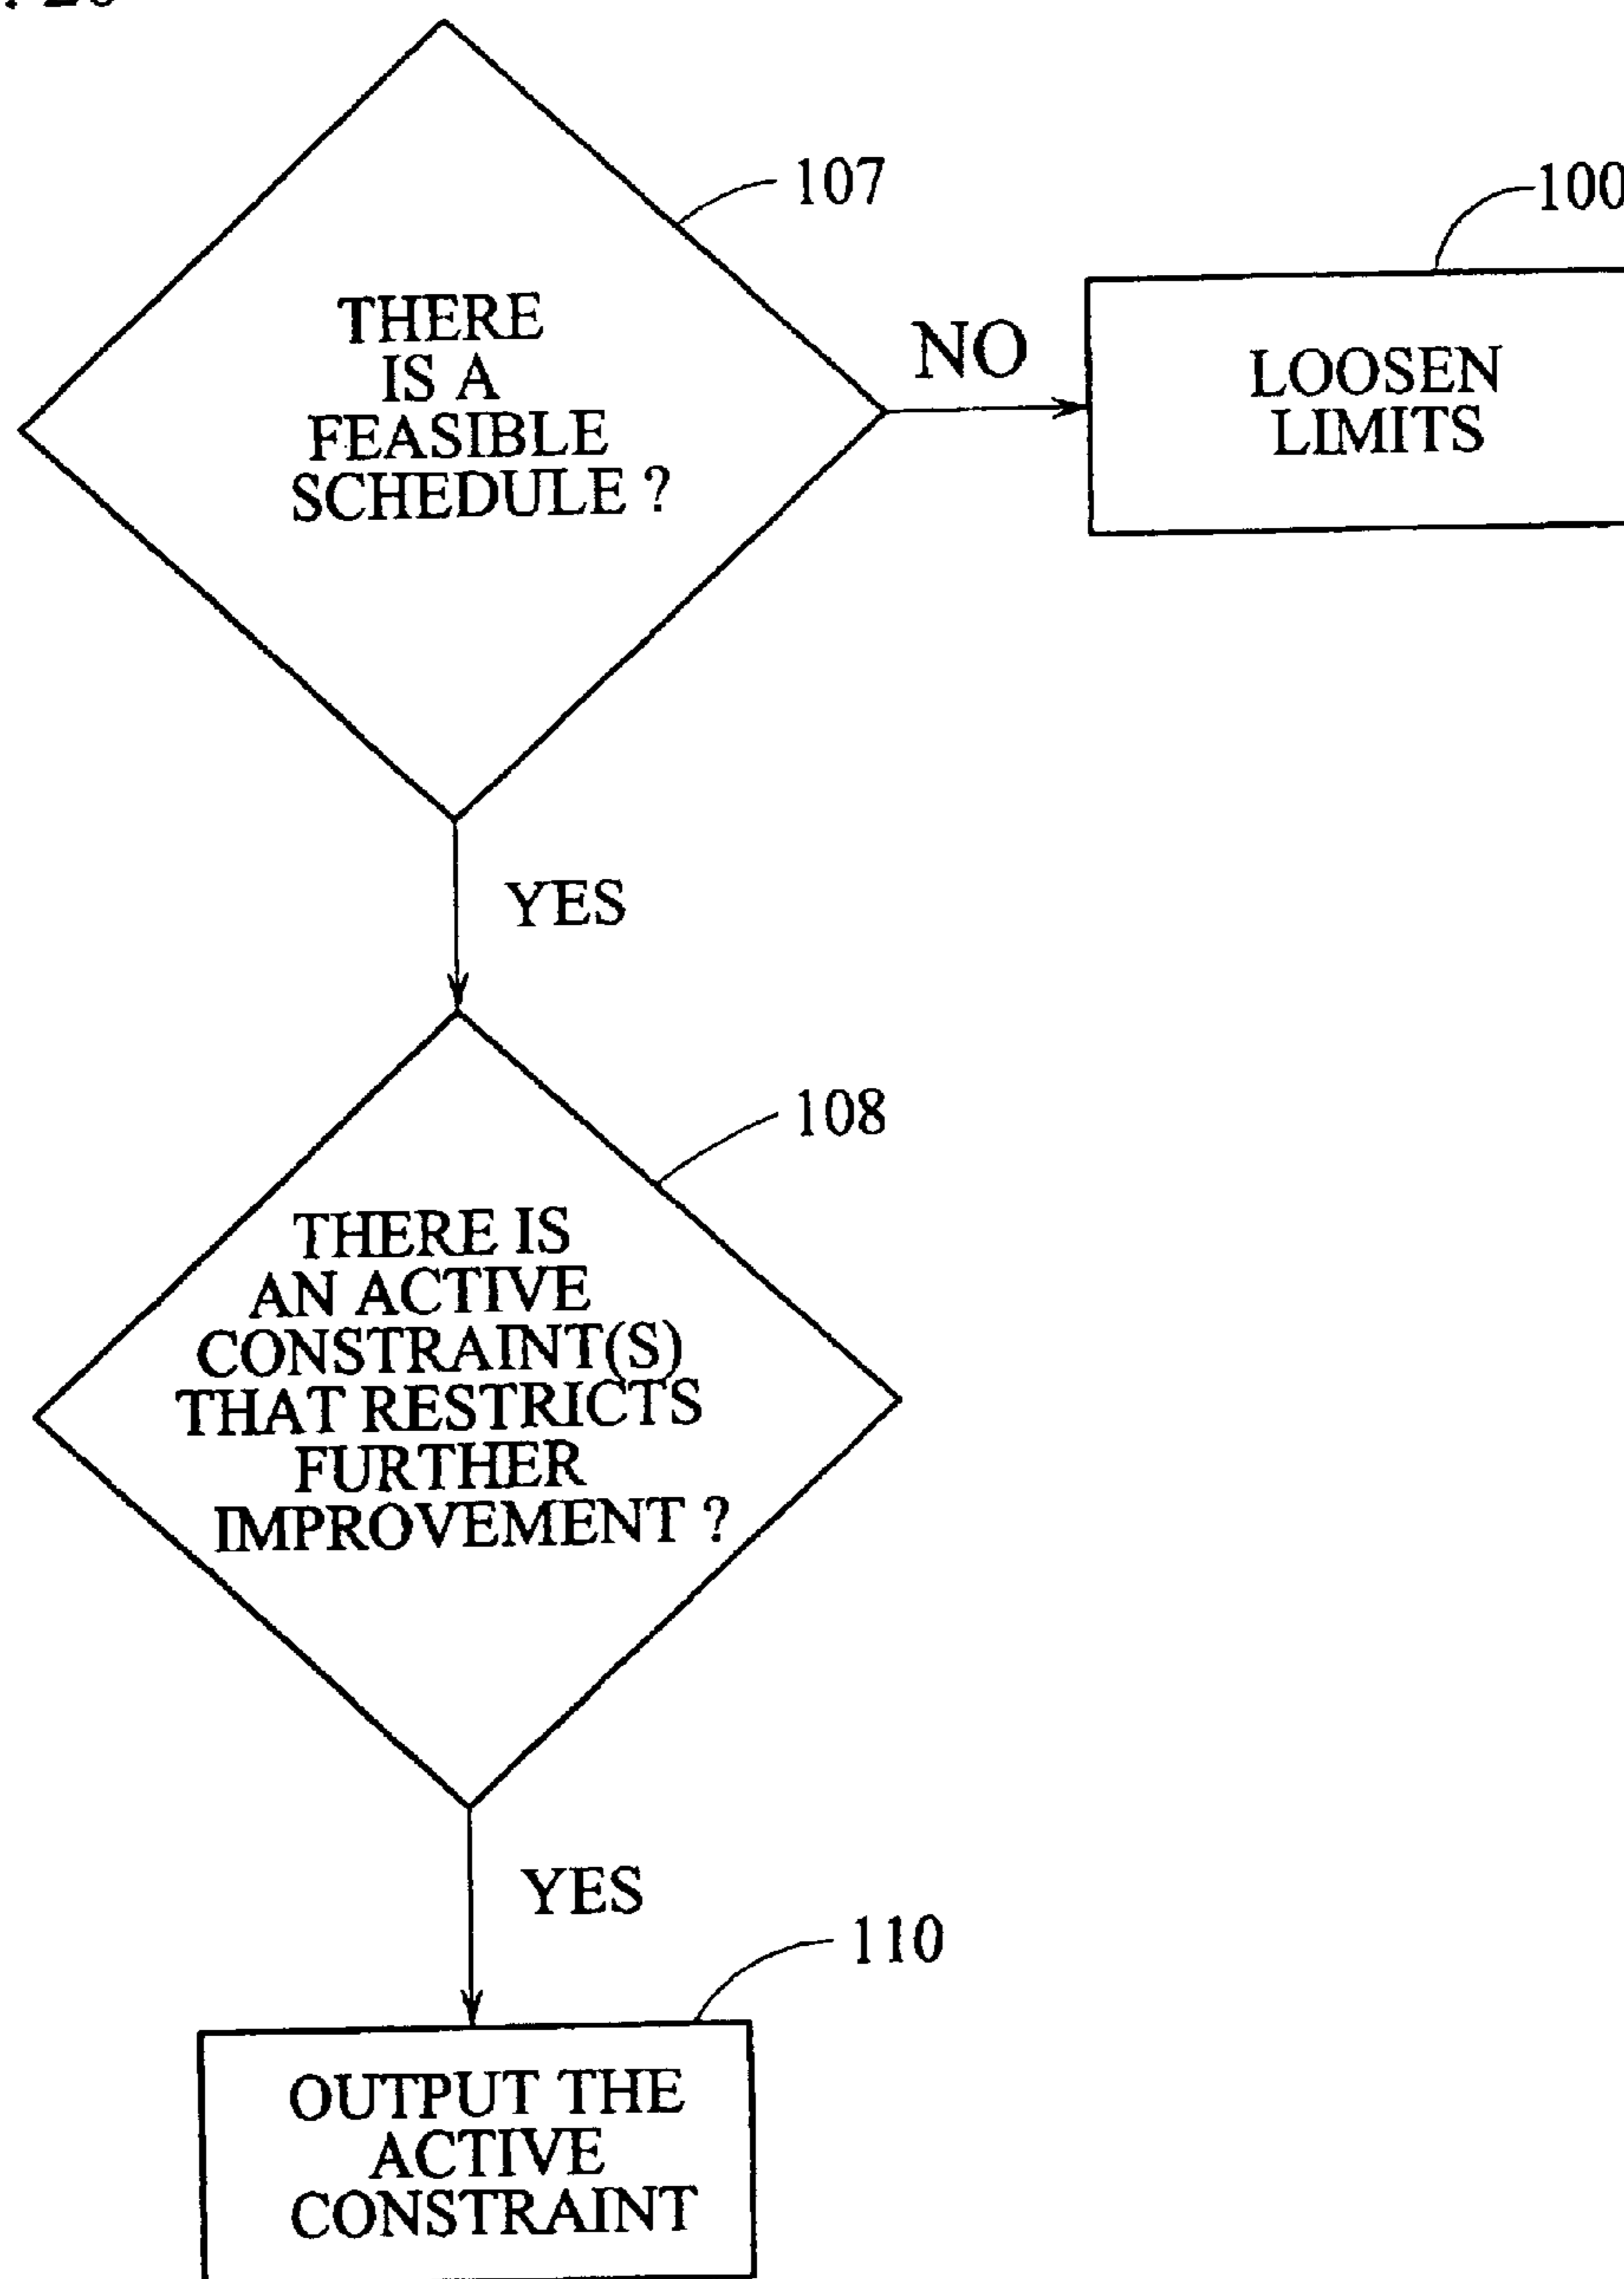 107
THERE
IS A
FEASIBLE
SCHEDULE ?
NO
100
LOOSEN
LIMITS
YES
108
THERE IS
AN ACTIVE
CONSTRAINT(S)
THAT RESTRICTS
FURTHER
IMPROVEMENT ?
YES
110
OUTPUT THE
ACTIVE
CONSTRAINT